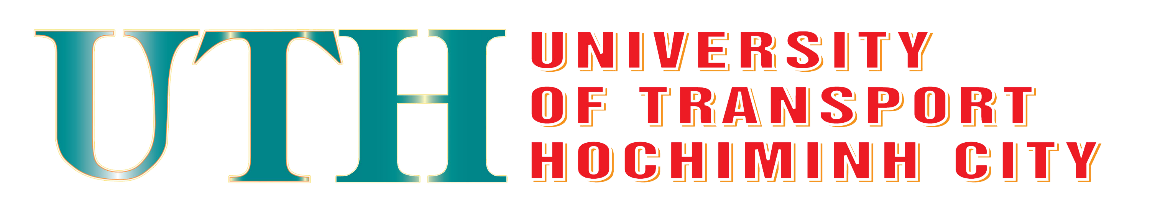 UTH
UNIVERSITY
OF TRANSPORT
HOCHIMINH CITY